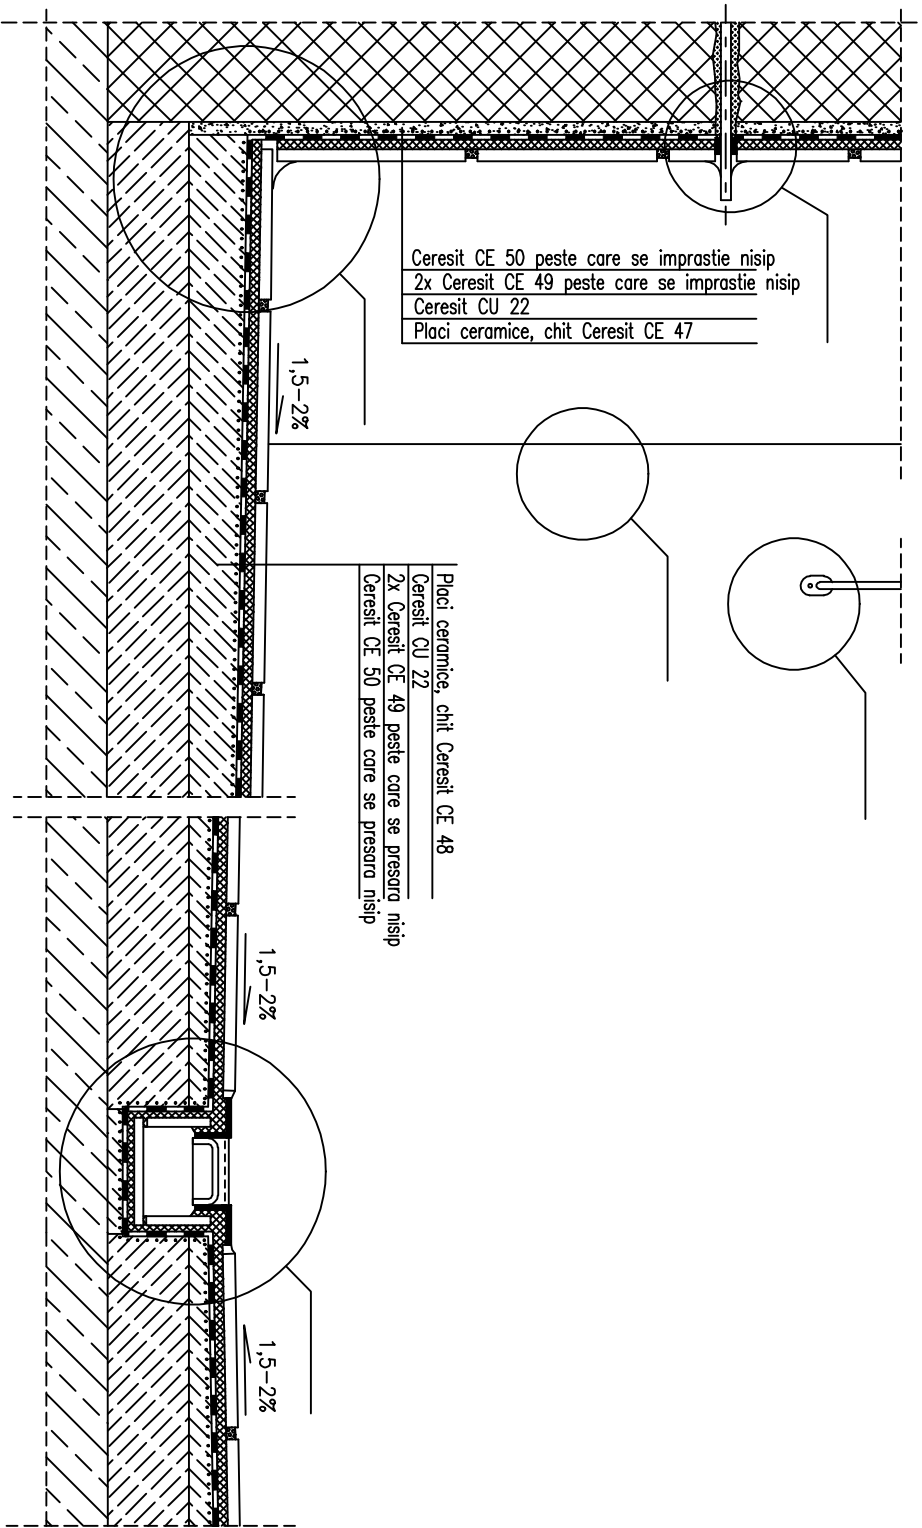 Ceresit CE 50 peste care se imprastie nisip
2x Ceresit CE 49 peste care se imprastie nisip
Ceresit CU 22
Placi ceramice, chit Ceresit CE 47
1,5-2%
Placi ceramice, chit Ceresit CE 48
Ceresit CU 22
2x Ceresit CE 49 peste care se presara nisip
Ceresit CE 50 peste care se presara nisip
1,5-2%
1,5-2%